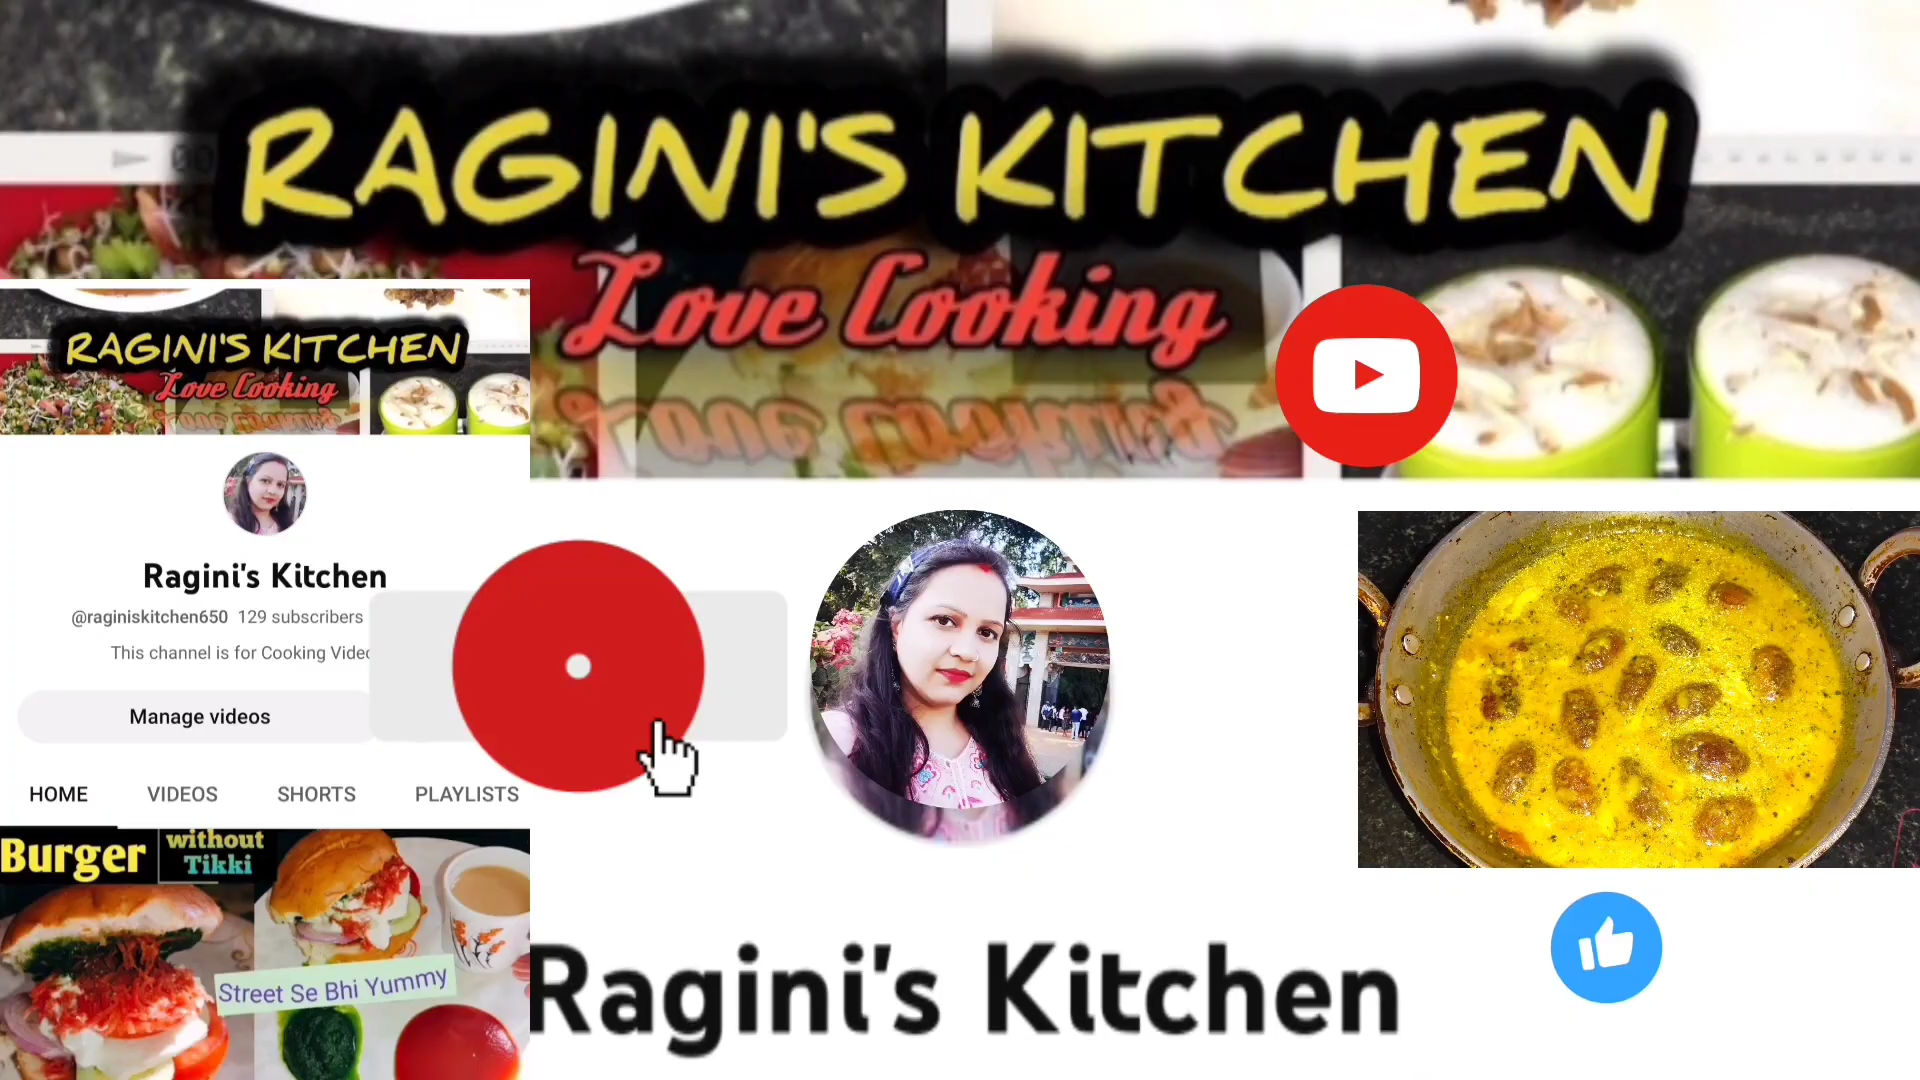 RAGINI'S KITCHEN
Love Cooking
RAGINI'S KITCHEN
Love Cooking
Ragini's Kitchen
@raginiskitchen650 129 subscribers
This channel is for Cooking
Manage videos
HOME VIDEOS SHORTS PLAYLISTS
Burger without
Tikki
Street Se Bhi Yummy
Ragini's Kitchen